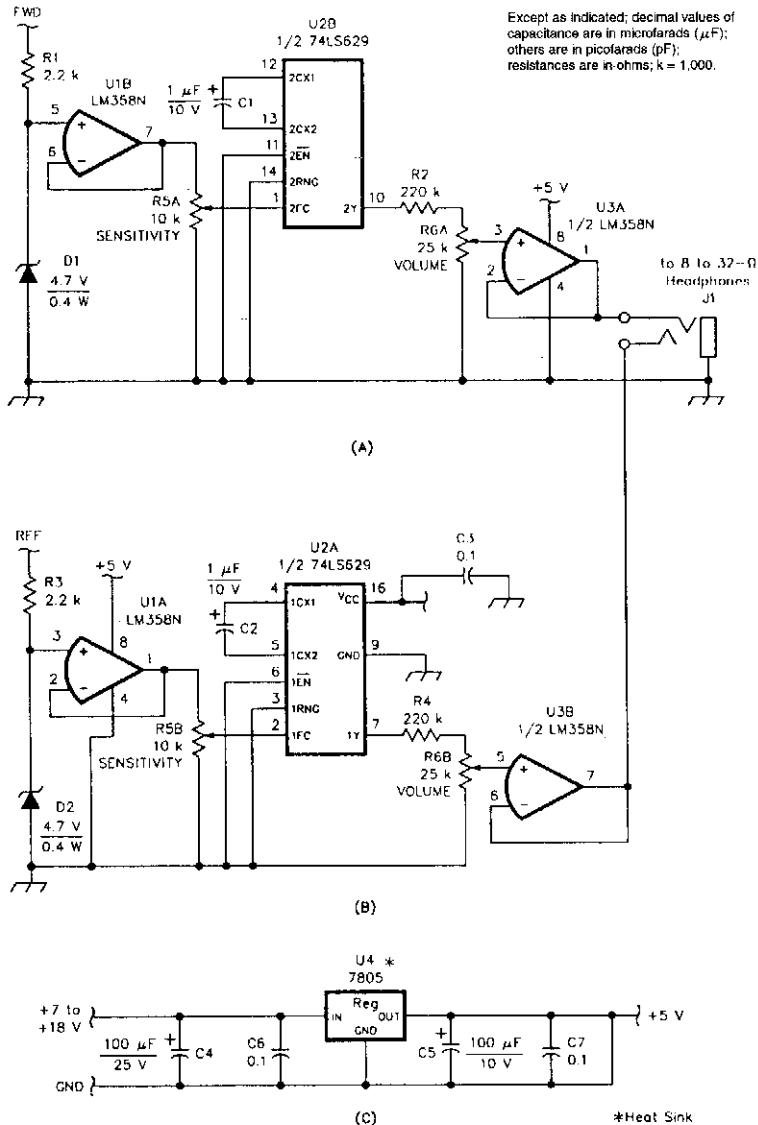 Except as indicated; decimal values of
capacitance are in microfarads (μF);
others are in picofarads (pF);
resistances are in ohms; k = 1,000.
FWD
R1
2.2 k
U1B
LM358N
5
+
6
−
7
D1
4.7 V
0.4 W
R5A
10 k
SENSITIVITY
1 μF
10 V
+
C1
U2B
1/2 74LS629
12
2CX1
13
2CX2
11
2EN
14
2RNG
1
2FC
2Y
10
R2
220 k
R6A
25 k
VOLUME
+5 V
U3A
1/2 LM358N
3
+
8
1
2
−
4
to 8 to 32-Ω
Headphones
J1
(A)
REF
R3
2.2 k
+5 V
U1A
LM358N
3
+
8
1
2
−
4
D2
4.7 V
0.4 W
R5B
10 k
SENSITIVITY
1 μF
10 V
+
C2
U2A
1/2 74LS629
4
1CX1
VCC
16
5
1CX2
GND
9
6
1EN
3
1RNG
2
1FC
1Y
7
C3
0.1
R4
220 k
R6B
25 k
VOLUME
U3B
1/2 LM358N
5
+
7
6
−
(B)
U4 *
7805
Reg
IN
OUT
GND
+7 to
+18 V
GND
100 μF
25 V
+
C4
C6
0.1
+
C5
100 μF
10 V
C7
0.1
+5 V
(C)
*Heat Sink